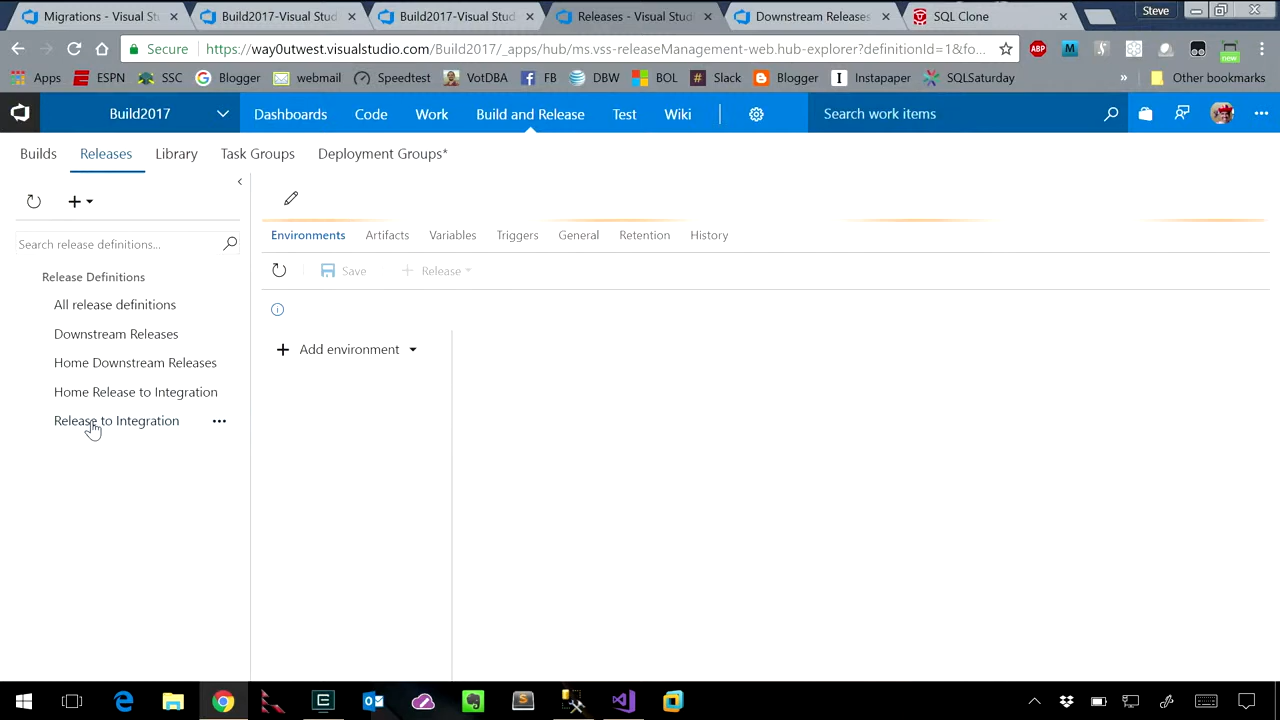 Migrations - Visual St
Build2017-Visual Studi
Build2017-Visual Studi
Releases - Visual Studi
Downstream Releases
SQL Clone
Steve
Secure
https://way0utwest.visualstudio.com/Build2017/_apps/hub/ms.vss-releaseManagement-web.hub-explorer?definitionId=1&fo...
ABP
M
new
Apps
ESPN
SSC
Blogger
webmail
Speedtest
VotDBA
FB
DBW
BOL
Slack
Blogger
Instapaper
SQLSaturday
»
Other bookmarks
Build2017
Dashboards
Code
Work
Build and Release
Test
Wiki
Search work items
Builds
Releases
Library
Task Groups
Deployment Groups*
Search release definitions...
Environments
Artifacts
Variables
Triggers
General
Retention
History
Release Definitions
Save
Release
All release definitions
Downstream Releases
Add environment
Home Downstream Releases
Home Release to Integration
Release to Integration